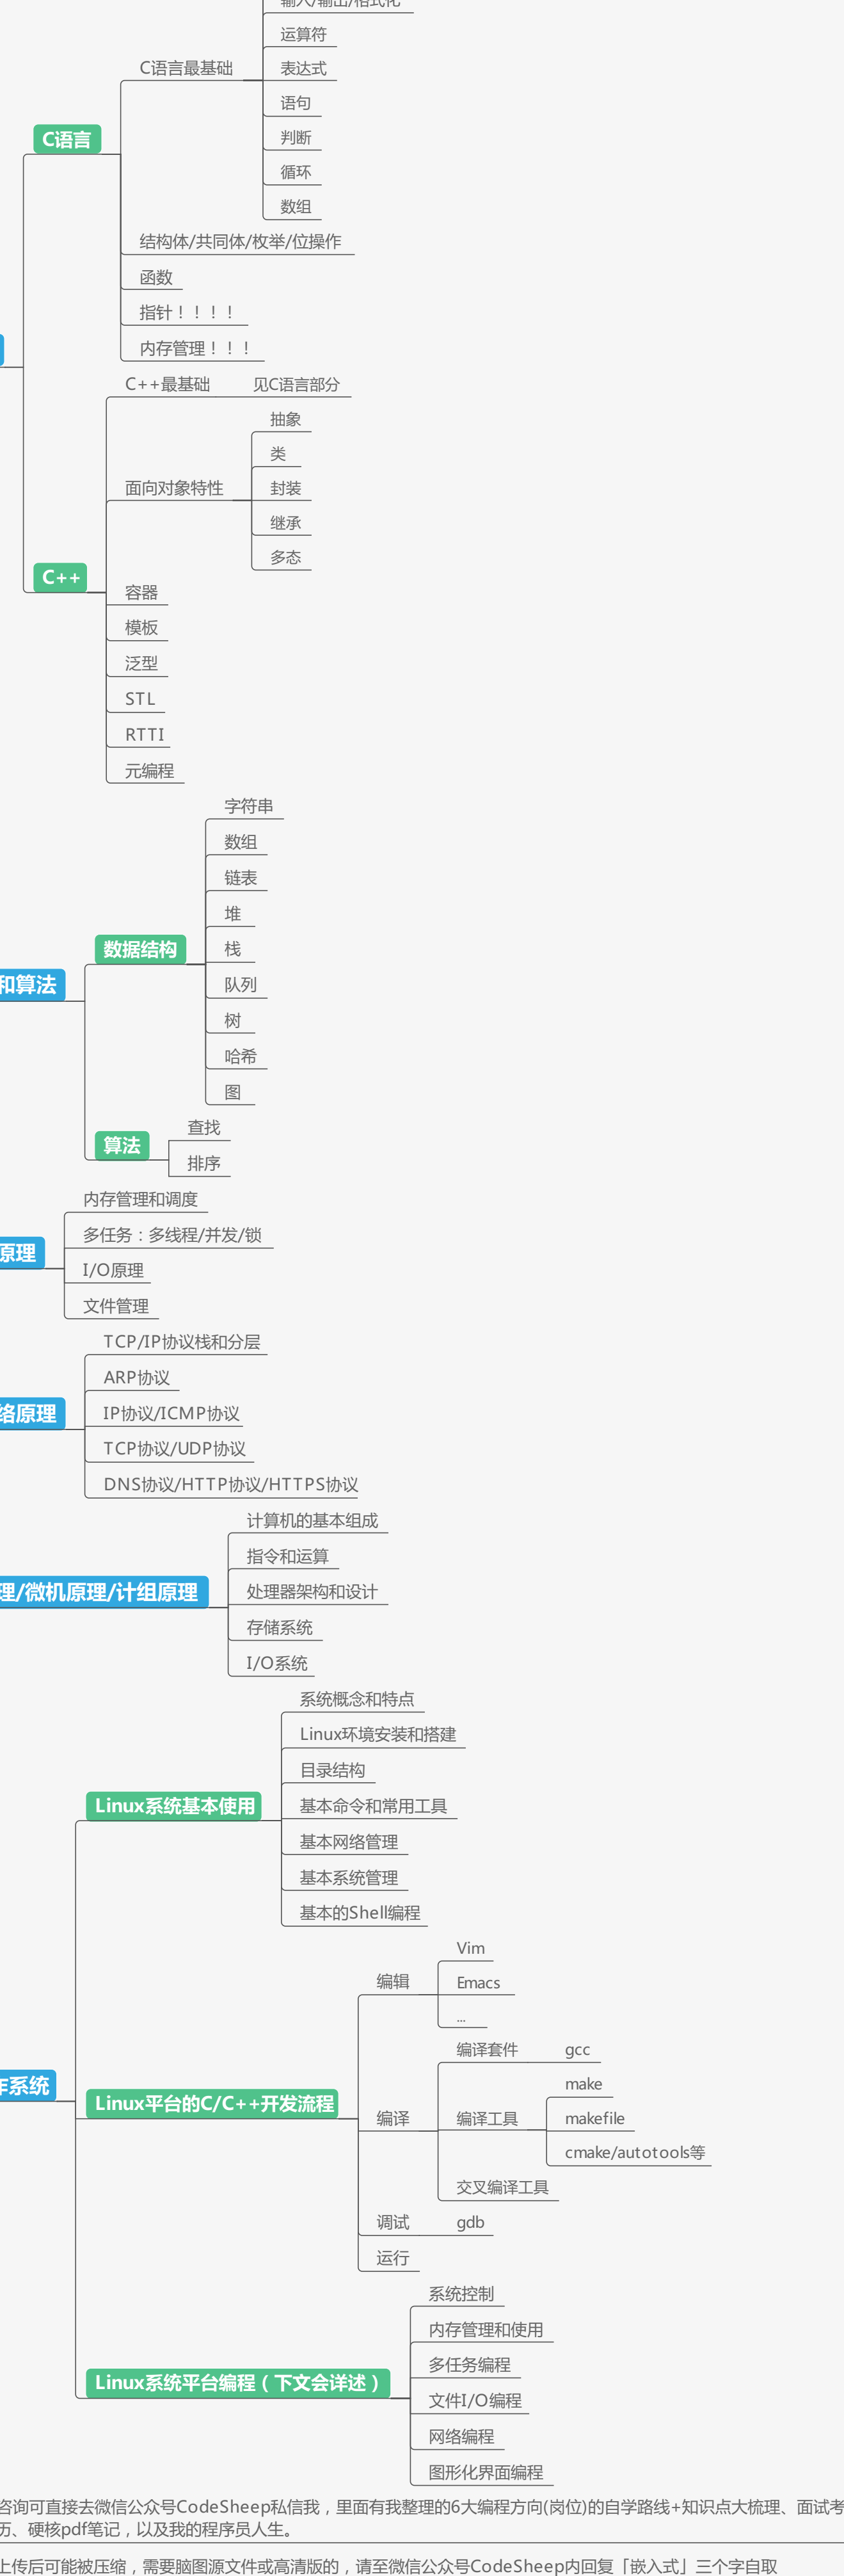 输入/输出/格式化
运算符
C语言最基础
表达式
语句
C语言
判断
循环
数组
结构体/共同体/枚举/位操作
函数
指针！！！！
内存管理！！！
C++最基础
见C语言部分
抽象
类
面向对象特性
封装
继承
多态
C++
容器
模板
泛型
STL
RTTI
元编程
字符串
数组
链表
堆
数据结构
栈
和算法
队列
树
哈希
图
查找
算法
排序
内存管理和调度
多任务：多线程/并发/锁
原理
I/O原理
文件管理
TCP/IP协议栈和分层
ARP协议
络原理
IP协议/ICMP协议
TCP协议/UDP协议
DNS协议/HTTP协议/HTTPS协议
计算机的基本组成
指令和运算
理/微机原理/计组原理
处理器架构和设计
存储系统
I/O系统
系统概念和特点
Linux环境安装和搭建
目录结构
Linux系统基本使用
基本命令和常用工具
基本网络管理
基本系统管理
基本的Shell编程
Vim
编辑
Emacs
...
编译套件
gcc
作系统
make
Linux平台的C/C++开发流程
编译
编译工具
makefile
cmake/autotools等
交叉编译工具
调试
gdb
运行
系统控制
内存管理和使用
多任务编程
Linux系统平台编程（下文会详述）
文件I/O编程
网络编程
图形化界面编程
咨询可直接去微信公众号CodeSheep私信我，里面有我整理的6大编程方向(岗位)的自学路线+知识点大梳理、面试考
历、硬核pdf笔记，以及我的程序员人生。
上传后可能被压缩，需要脑图源文件或高清版的，请至微信公众号CodeSheep内回复「嵌入式」三个字自取